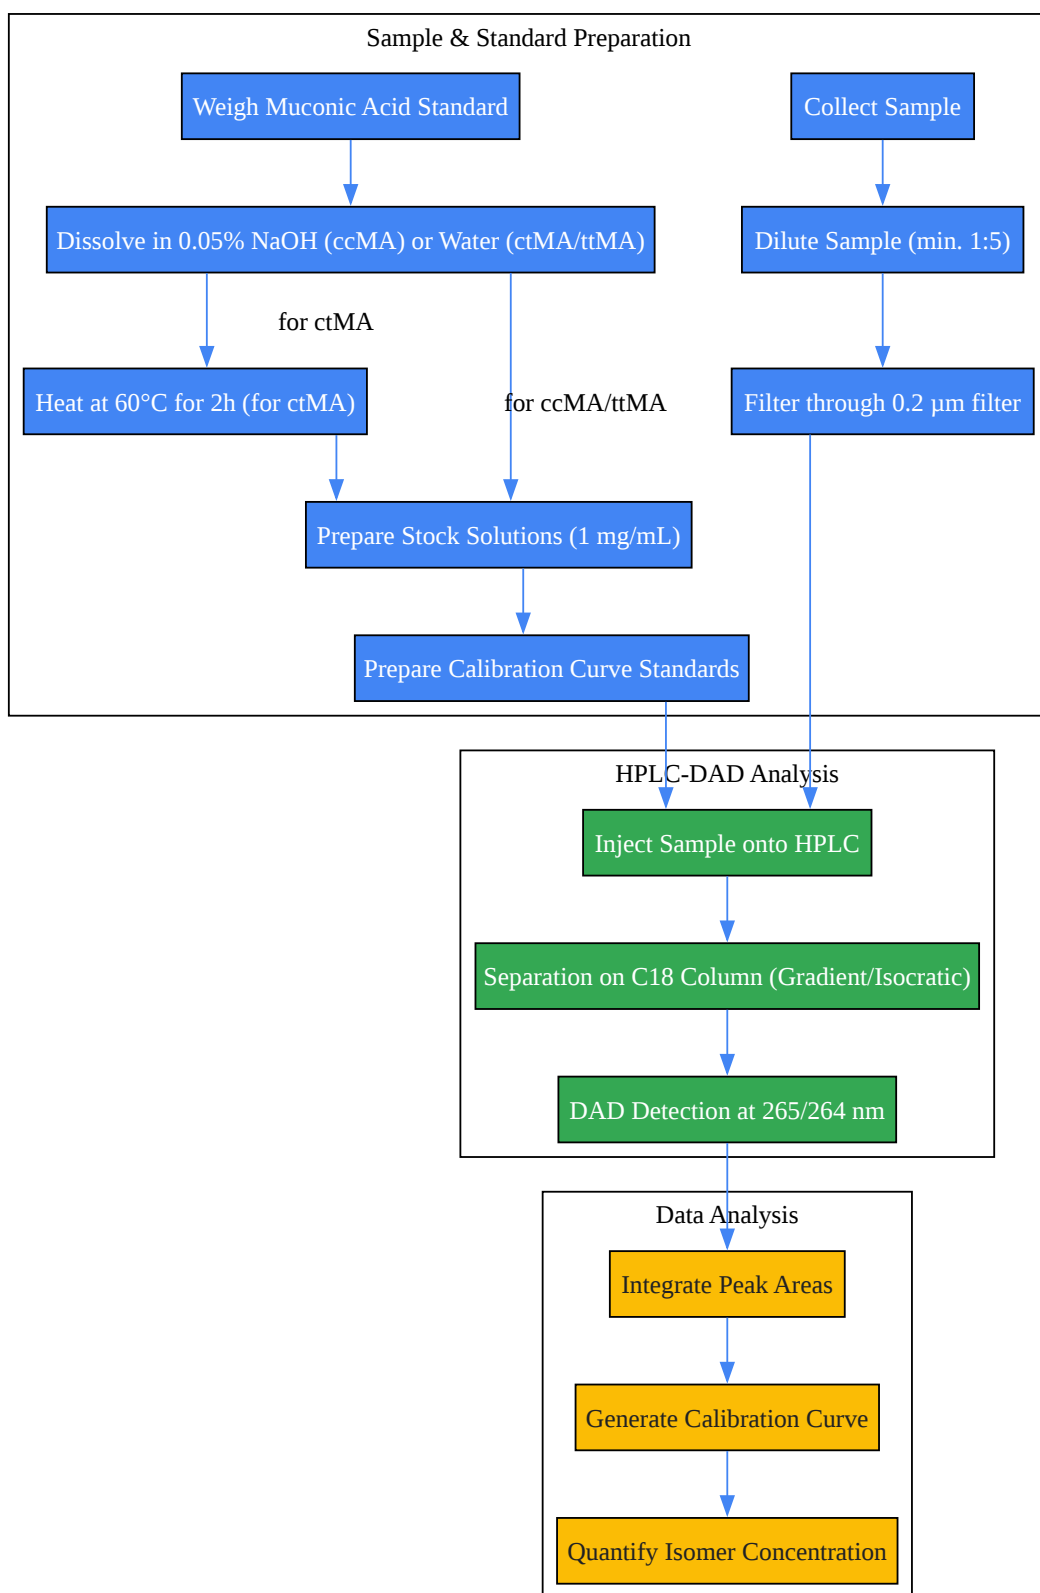 Sample & Standard Preparation
Weigh Muconic Acid Standard
Collect Sample
Dissolve in 0.05% NaOH (ccMA) or Water (ctMA/ttMA)
Dilute Sample (min. 1:5)
for ctMA
Heat at 60°C for 2h (for ctMA)
for ccMA/ttMA
Filter through 0.2 µm filter
Prepare Stock Solutions (1 mg/mL)
Prepare Calibration Curve Standards
HPLC-DAD Analysis
Inject Sample onto HPLC
Separation on C18 Column (Gradient/Isocratic)
DAD Detection at 265/264 nm
Data Analysis
Integrate Peak Areas
Generate Calibration Curve
Quantify Isomer Concentration